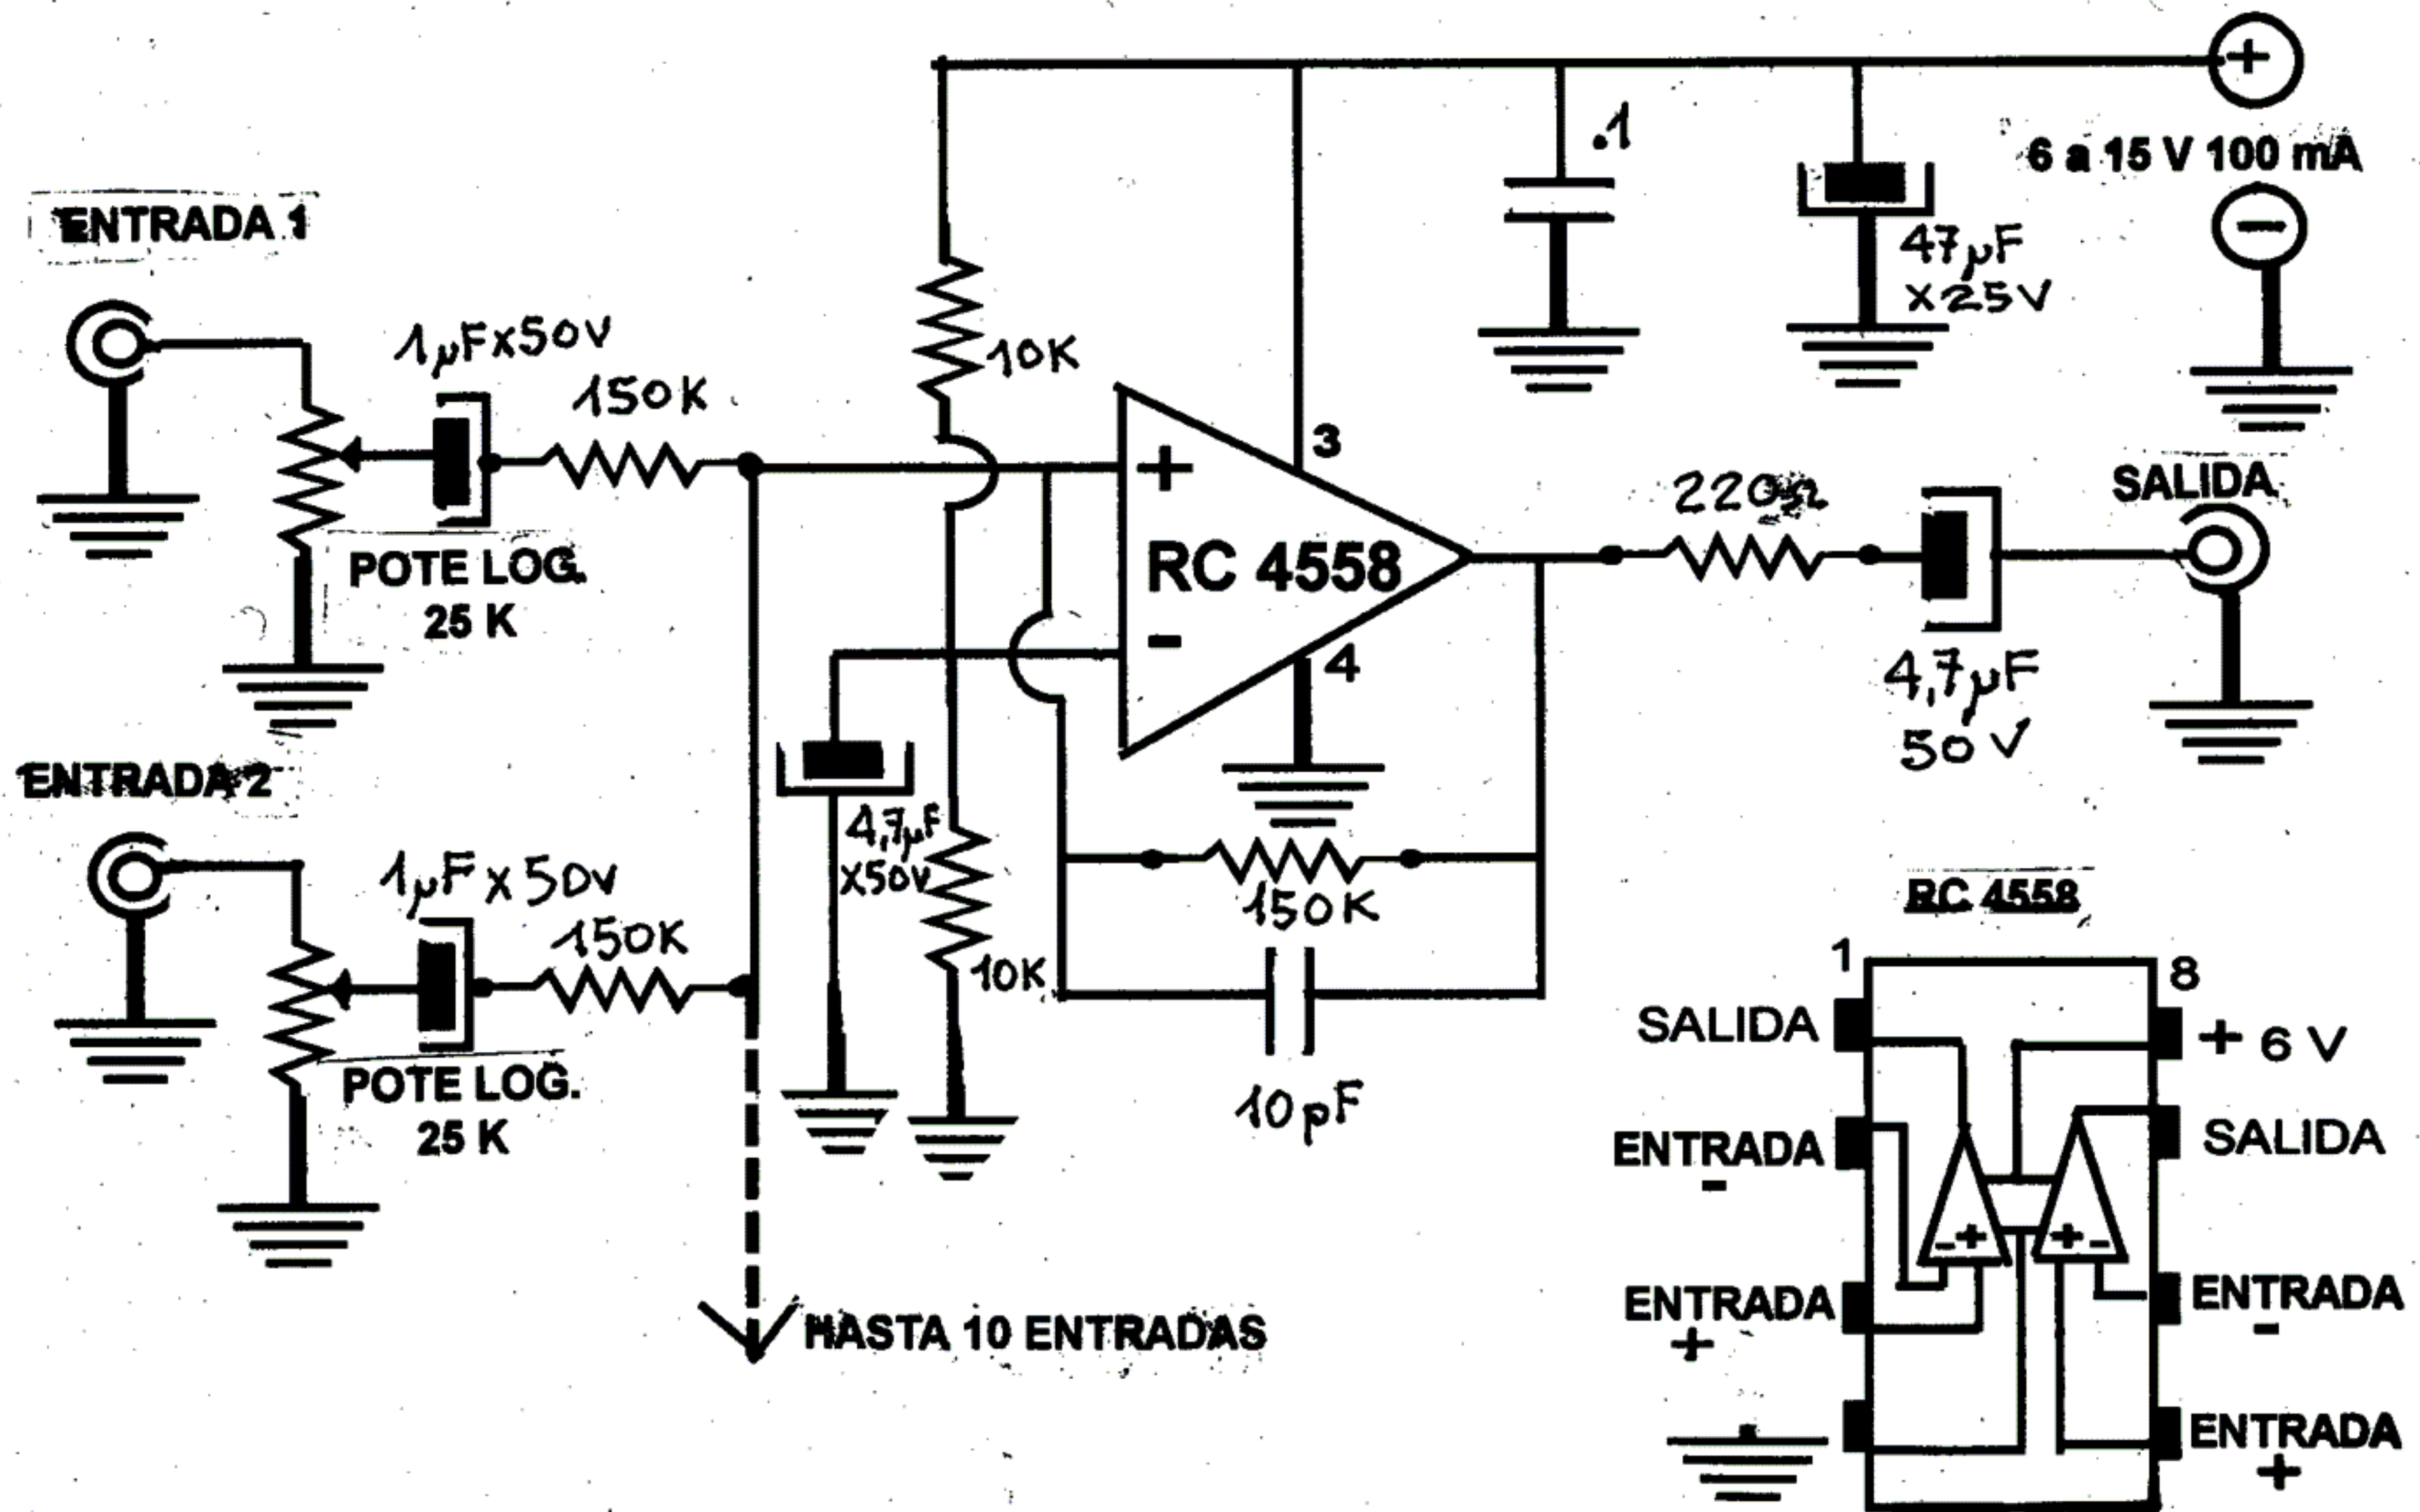 ENTRADA 1
1µFx50V
150K
POTE LOG.
25 K
10K
.1
47µF
x25V
+
6 a 15 V 100 mA
−
+
-
3
4
RC 4558
220Ω
SALIDA
4,7µF
50V
ENTRADA 2
1µF x 50V
150K
POTE LOG.
25 K
4,7µF
x50V
10K
150K
10pF
HASTA 10 ENTRADAS
RC 4558
1
8
SALIDA
+ 6 V
ENTRADA
-
SALIDA
ENTRADA
+
ENTRADA
-
ENTRADA
+
- +
+ -